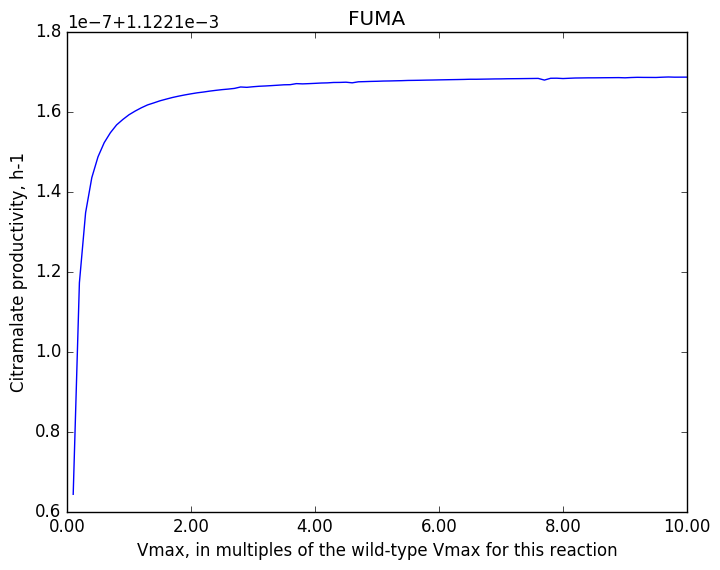 1e−7+1.1221e−3
FUMA
1.8
1.6
1.4
1.2
1.0
0.8
0.6
Citramalate productivity, h-1
0.00 2.00 4.00 6.00 8.00 10.00
Vmax, in multiples of the wild-type Vmax for this reaction